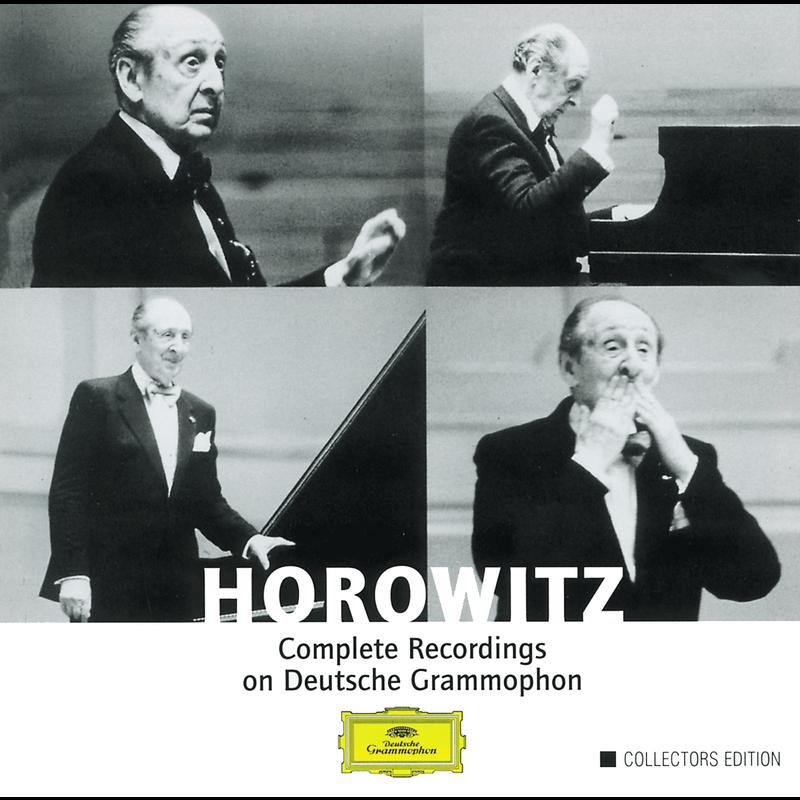 HOROWITZ
Complete Recordings
on Deutsche Grammophon
Deutsche
Grammophon
COLLECTORS EDITION